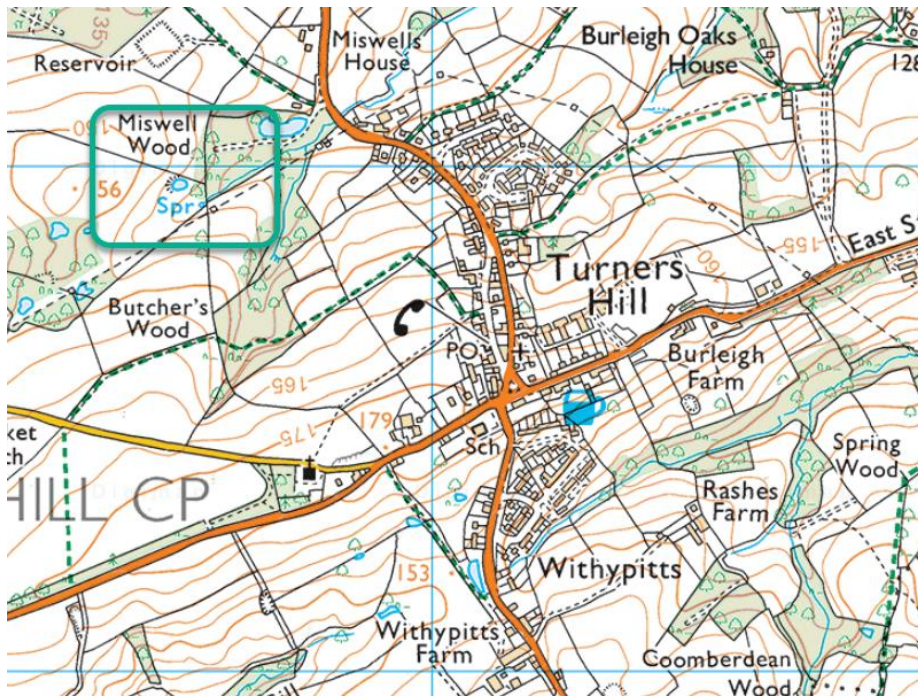 135
Miswells
House
Burleigh Oaks
House
128
Reservoir
160
Miswell
Wood
56
Spr
Butcher's
Wood
Turners
Hill
160
155
East S
PO
Burleigh
Farm
165
179
175
Sch
Spring
Wood
HILL CP
Rashes
Farm
153
Withypitts
Withypitts
Farm
Coomberdean
Wood